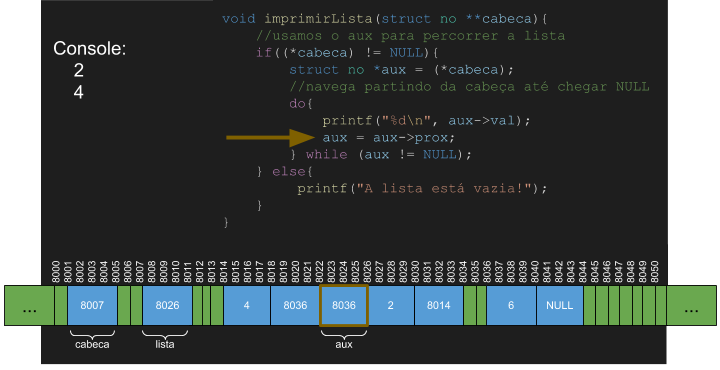 void imprimirLista(struct no **cabeca){
//usamos o aux para percorrer a lista
if((*cabeca) != NULL){
struct no *aux = (*cabeca);
//navega partindo da cabeça até chegar NULL
do{
printf("%d\n", aux->val);
aux = aux->prox;
} while (aux != NULL);
} else{
printf("A lista está vazia!");
}
}
Console:
2
4
8000 8001 8002 8003 8004 8005 8006 8007 8008 8009 8010 8011 8012 8013 8014 8015 8016 8017 8018 8019 8020 8021 8022 8023 8024 8025 8026 8027 8028 8029 8030 8031 8032 8033 8034 8035 8036 8037 8038 8039 8040 8041 8042 8043 8044 8045 8046 8047 8048 8049 8050
... 8007 8026 4 8036 8036 2 8014 6 NULL ...
cabeca lista aux